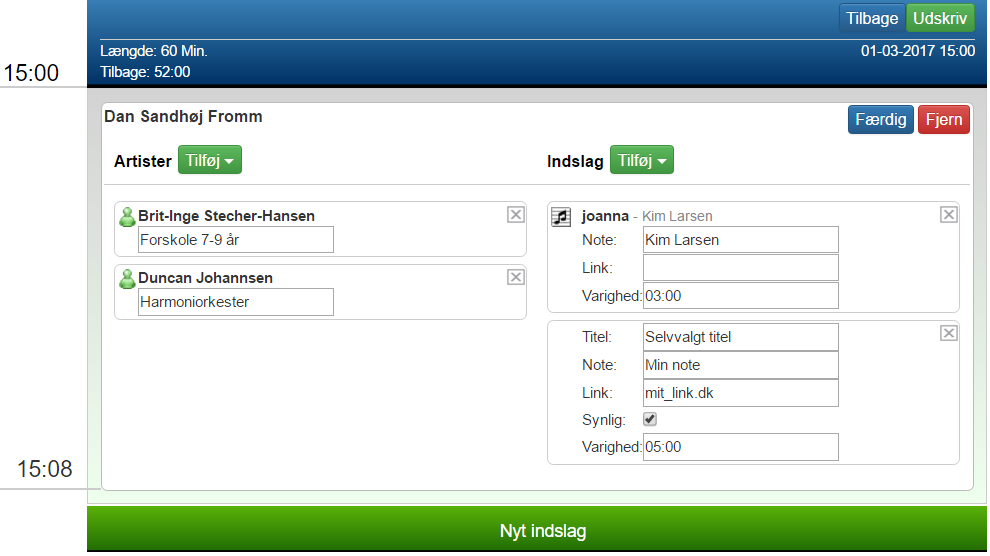 Tilbage Udskriv
Længde: 60 Min. 01-03-2017 15:00
15:00
Tilbage: 52:00
Dan Sandhøj Fromm
Færdig Fjern
Artister Tilføj
Indslag Tilføj
Brit-Inge Stecher-Hansen
Forskole 7-9 år
Duncan Johannsen
Harmoniorkester
joanna - Kim Larsen
Note: Kim Larsen
Link:
Varighed: 03:00
Titel: Selvvalgt titel
Note: Min note
Link: mit_link.dk
Synlig:
Varighed: 05:00
15:08
Nyt indslag